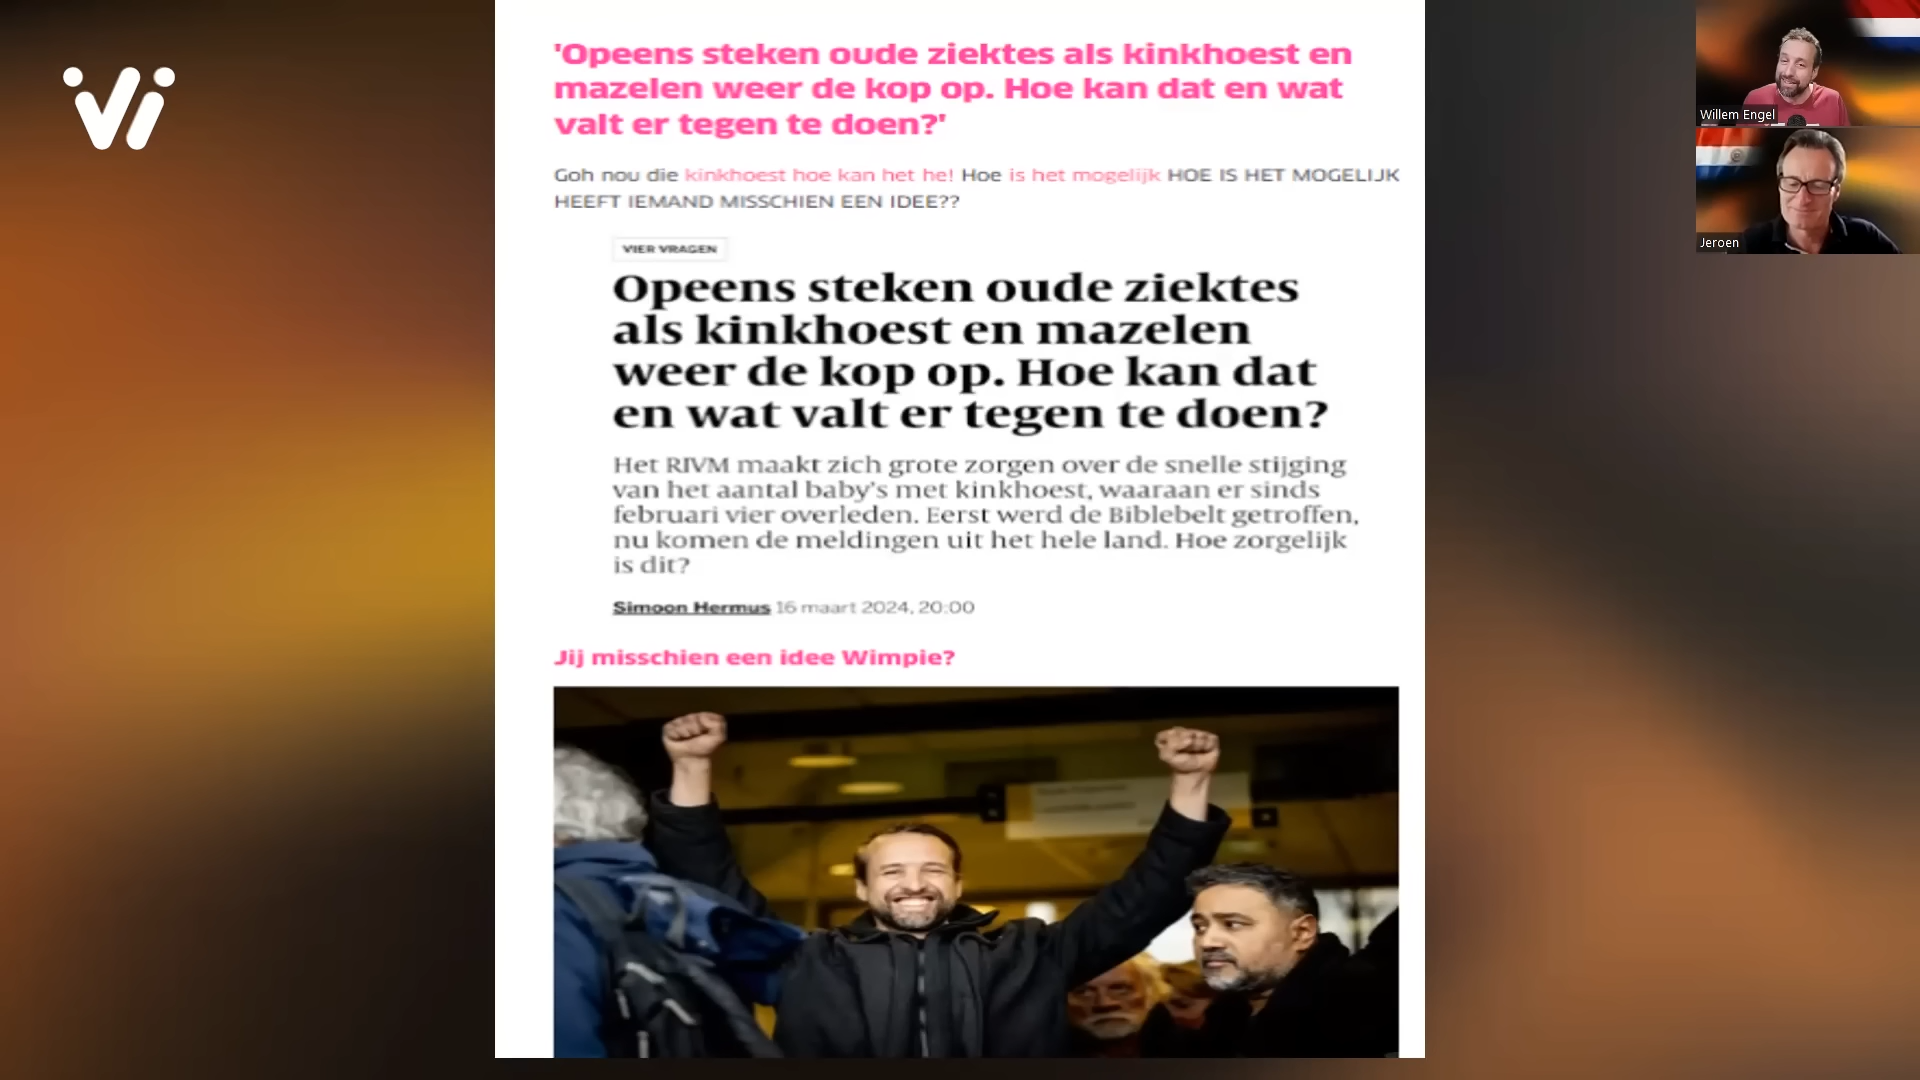 Vi
'Opeens steken oude ziektes als kinkhoest en
mazelen weer de kop op. Hoe kan dat en wat
valt er tegen te doen?'
Goh nou die kinkhoest hoe kan het he! Hoe is het mogelijk HOE IS HET MOGELIJK
HEEFT IEMAND MISSCHIEN EEN IDEE??
VIER VRAGEN
Opeens steken oude ziektes
als kinkhoest en mazelen
weer de kop op. Hoe kan dat
en wat valt er tegen te doen?
Het RIVM maakt zich grote zorgen over de snelle stijging
van het aantal baby's met kinkhoest, waaraan er sinds
februari vier overleden. Eerst werd de Biblebelt getroffen,
nu komen de meldingen uit het hele land. Hoe zorgelijk
is dit?
Simoon Hermus 16 maart 2024, 20:00
Jij misschien een idee Wimpie?
Willem Engel
Jeroen